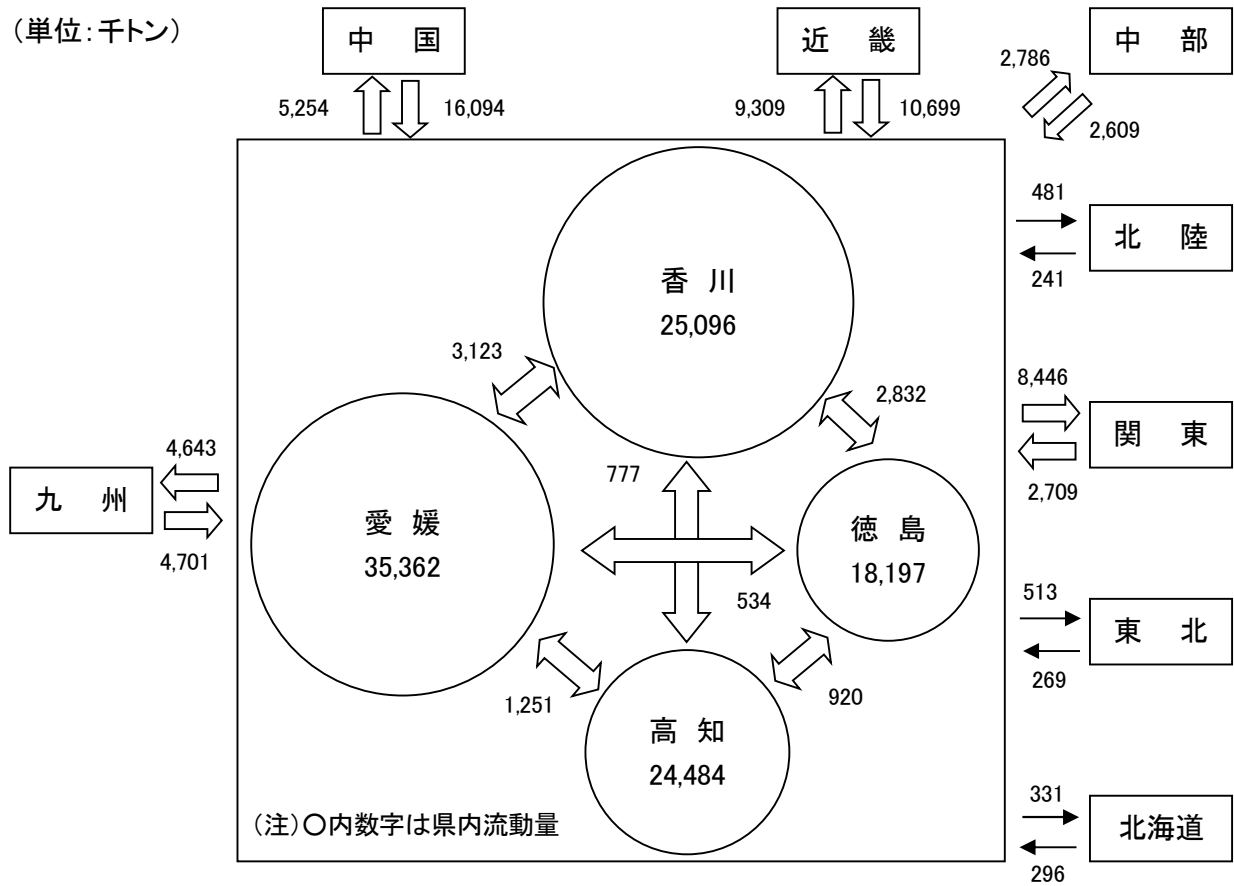 (単位:千トン)
中 国
近 畿
中 部
5,254
16,094
9,309
10,699
2,786
2,609
481
北 陸
241
香 川
25,096
3,123
2,832
8,446
関 東
2,709
4,643
九 州
4,701
777
愛 媛
35,362
徳 島
18,197
534
513
東 北
269
1,251
920
高 知
24,484
331
北海道
296
(注)〇内数字は県内流動量